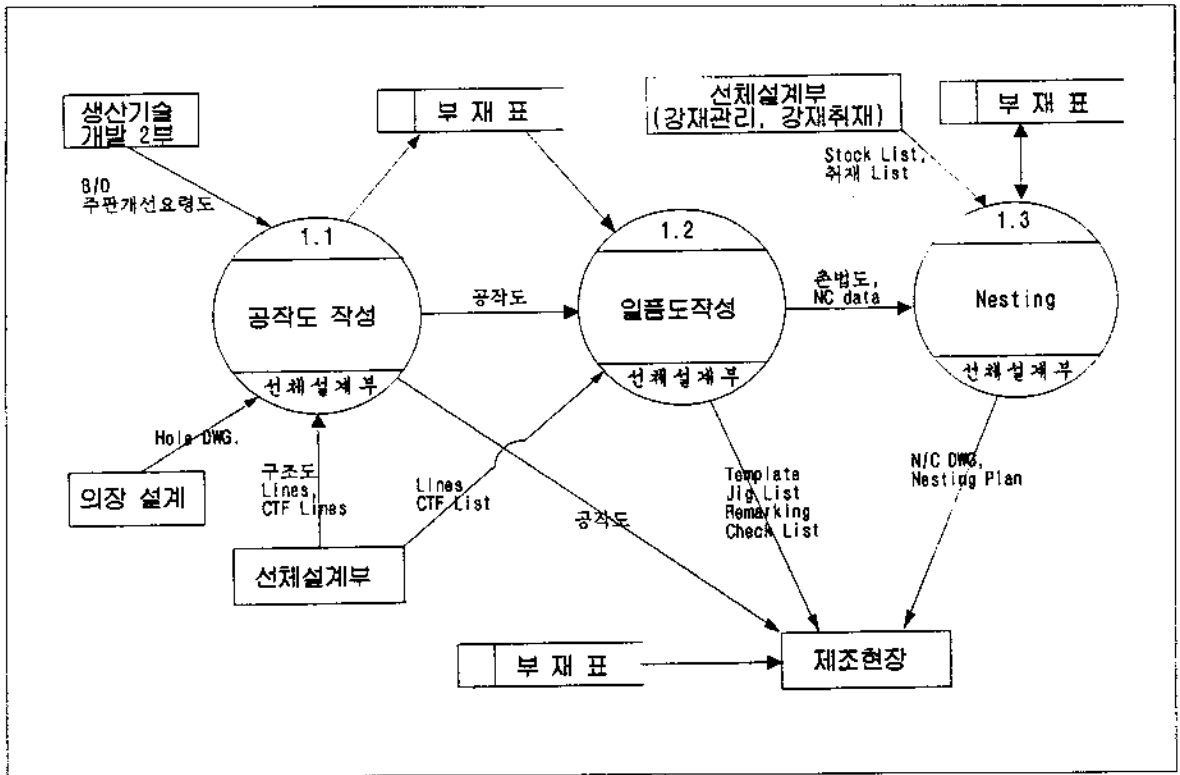 생산기술
개발 2부
부 재 표
선체설계부
(강재관리, 강재취재)
부 재 표
B/D
주판개선요령도
Stock List,
취재 List
1.1
공작도 작성
선체설계부
공작도
1.2
일품도작성
선체설계부
촌법도,
NC data
1.3
Nesting
선체설계부
Hole DWG.
의장 설계
구조도
Lines,
CTF Lines
선체설계부
Lines
CTF List
공작도
Template
Jig List
Remarking
Check List
N/C DWG,
Nesting Plan
부 재 표
제조현장